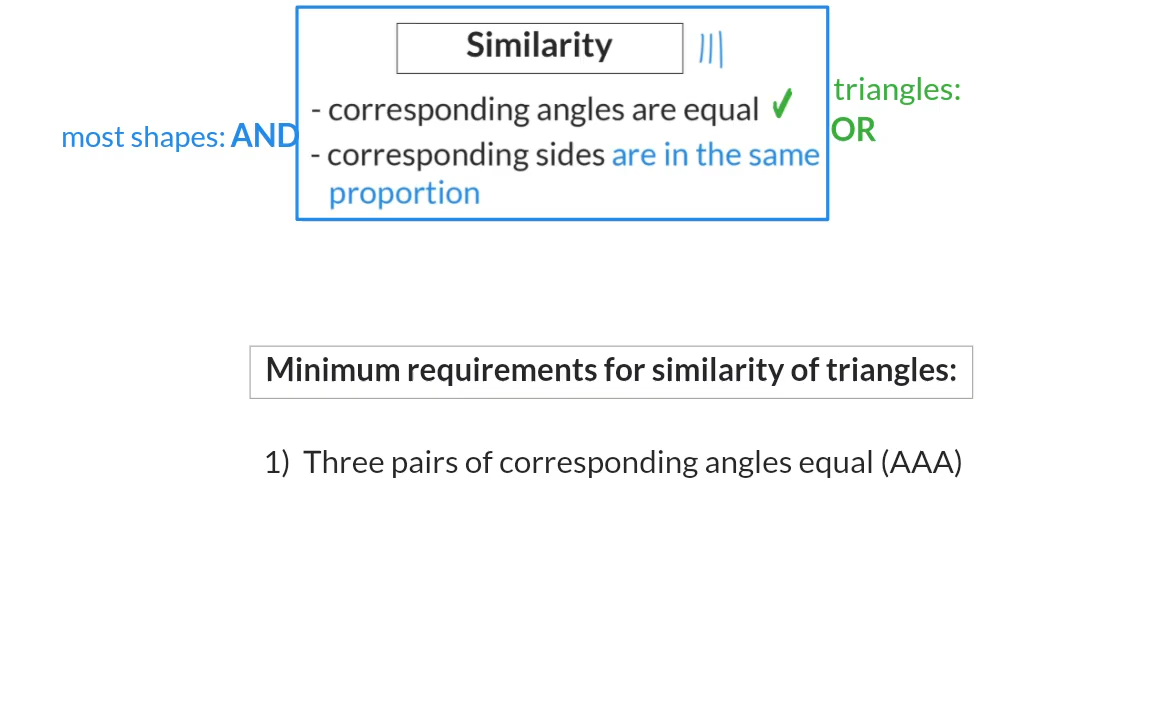 Similarity |||
triangles:
- corresponding angles are equal ✓
OR
most shapes: AND
- corresponding sides are in the same
proportion
Minimum requirements for similarity of triangles:
1) Three pairs of corresponding angles equal (AAA)